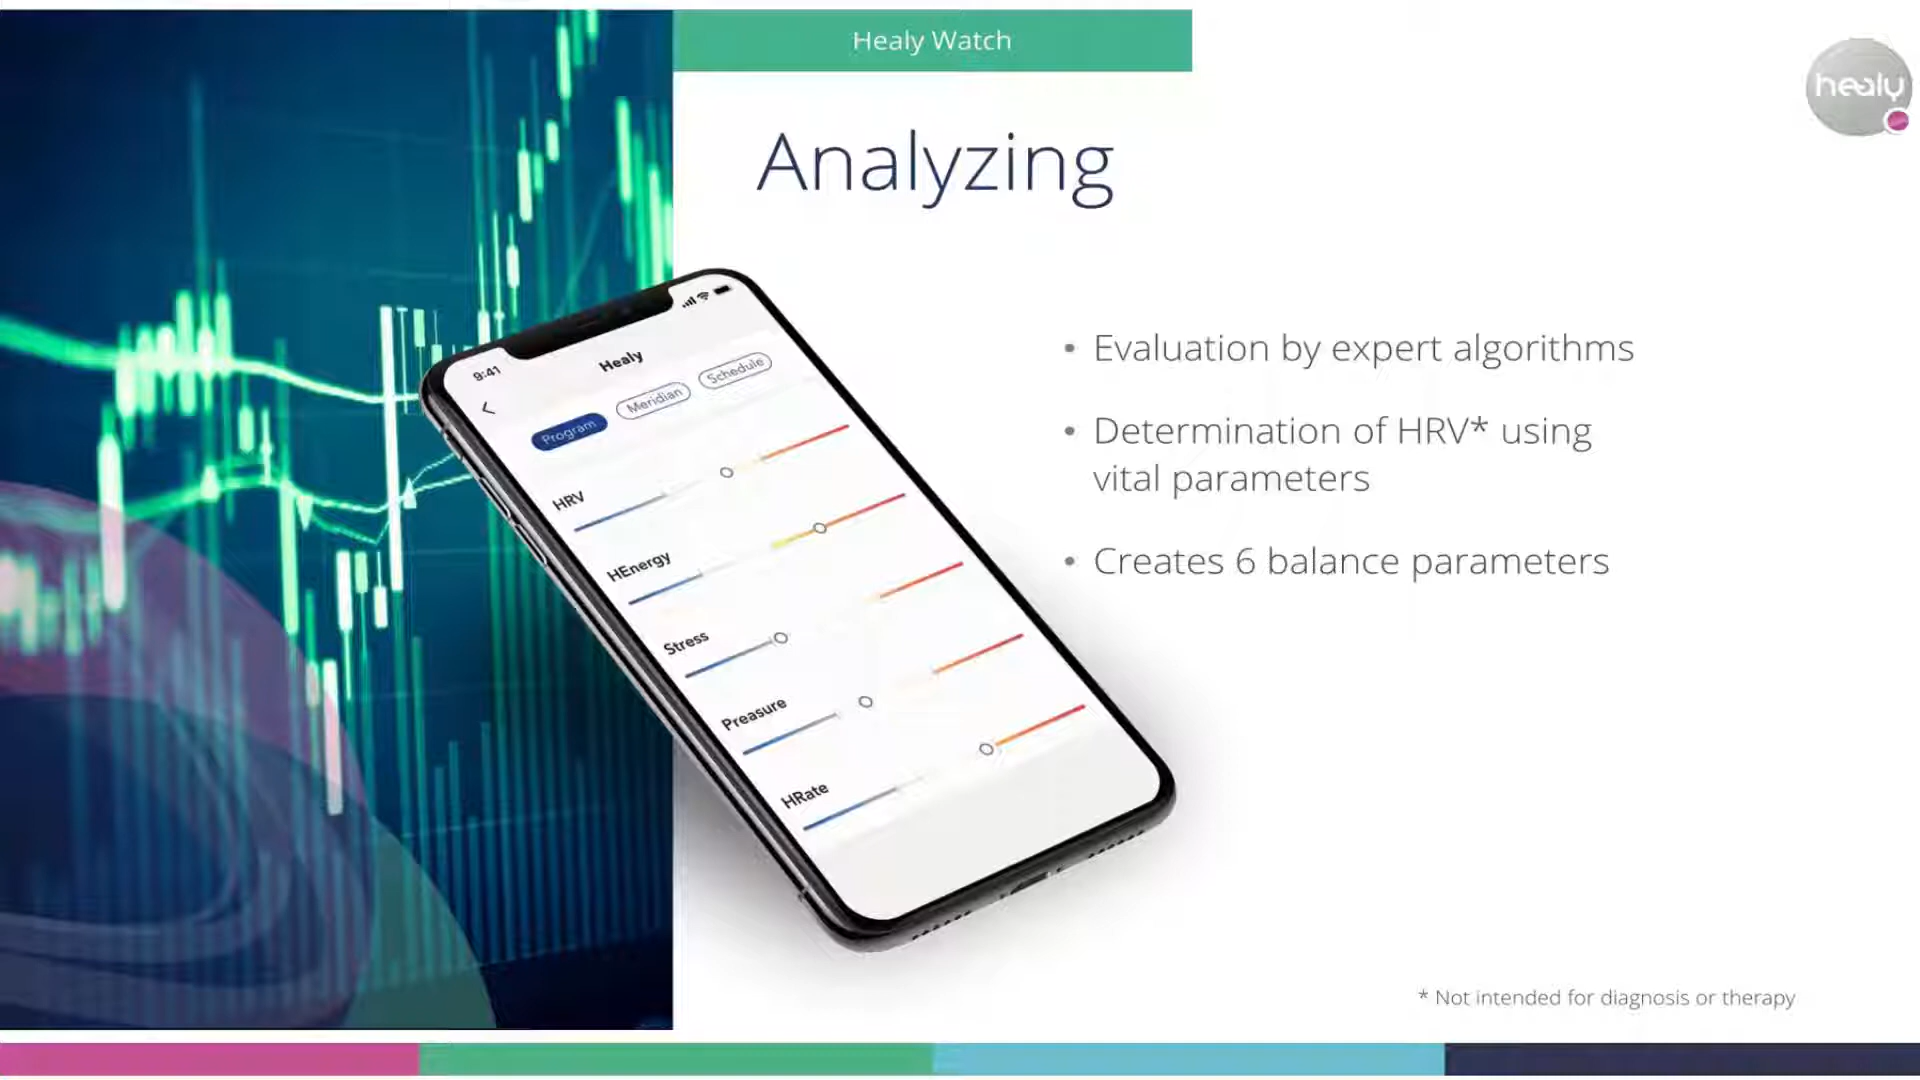 Healy Watch
healy
Analyzing
9:41
Healy
Program
Meridian
Schedule
HRV
HEnergy
Stress
Preasure
HRate
• Evaluation by expert algorithms
• Determination of HRV* using
vital parameters
• Creates 6 balance parameters
* Not intended for diagnosis or therapy